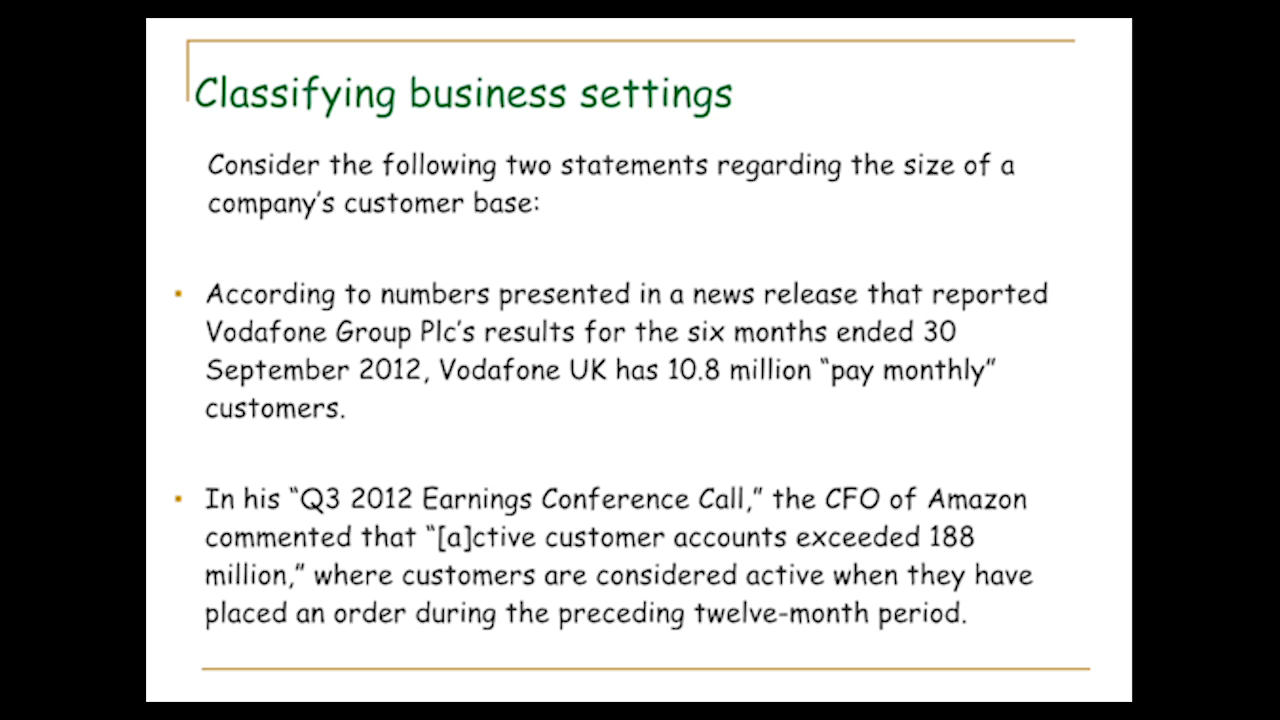 Classifying business settings
Consider the following two statements regarding the size of a
company's customer base:
▪ According to numbers presented in a news release that reported
Vodafone Group Plc's results for the six months ended 30
September 2012, Vodafone UK has 10.8 million “pay monthly”
customers.
▪ In his “Q3 2012 Earnings Conference Call,” the CFO of Amazon
commented that “[a]ctive customer accounts exceeded 188
million,” where customers are considered active when they have
placed an order during the preceding twelve-month period.